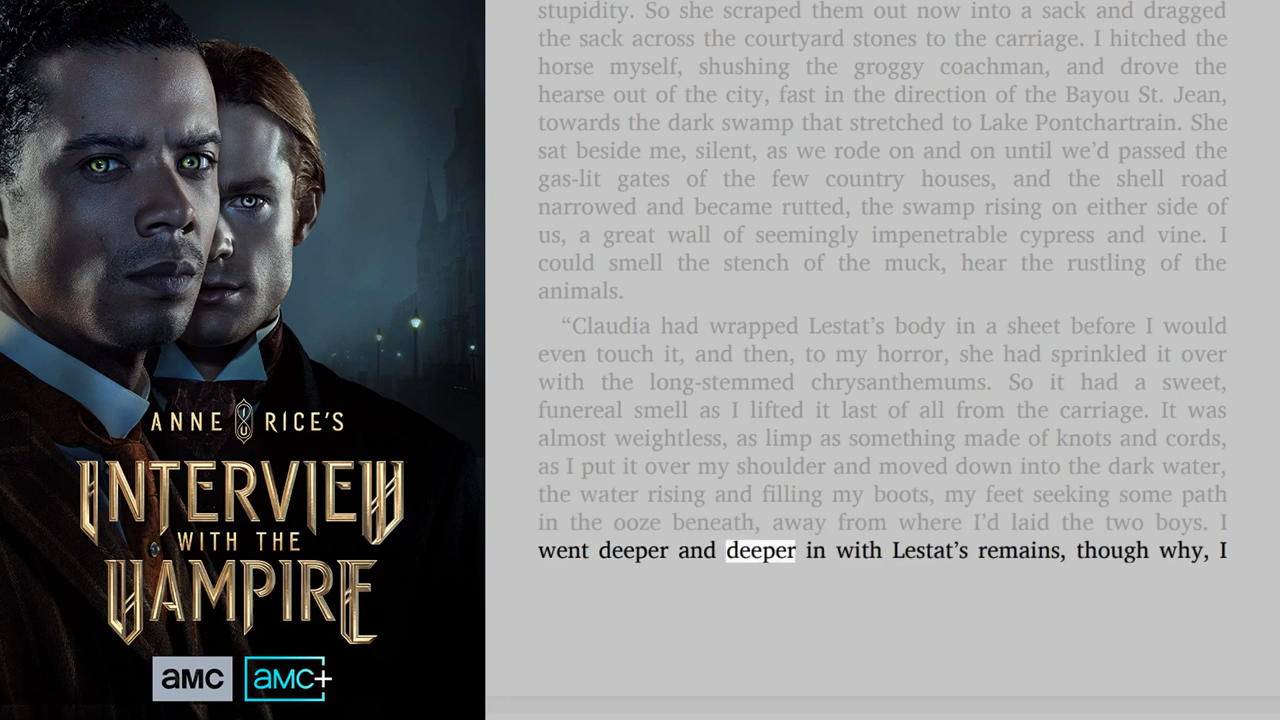 ANNE RICE'S
INTERVIEW
WITH THE
VAMPIRE
aMC
aMC+
stupidity. So she scraped them out now into a sack and dragged
the sack across the courtyard stones to the carriage. I hitched the
horse myself, shushing the groggy coachman, and drove the
hearse out of the city, fast in the direction of the Bayou St. Jean,
towards the dark swamp that stretched to Lake Pontchartrain. She
sat beside me, silent, as we rode on and on until we’d passed the
gas-lit gates of the few country houses, and the shell road
narrowed and became rutted, the swamp rising on either side of
us, a great wall of seemingly impenetrable cypress and vine. I
could smell the stench of the muck, hear the rustling of the
animals.
“Claudia had wrapped Lestat’s body in a sheet before I would
even touch it, and then, to my horror, she had sprinkled it over
with the long-stemmed chrysanthemums. So it had a sweet,
funereal smell as I lifted it last of all from the carriage. It was
almost weightless, as limp as something made of knots and cords,
as I put it over my shoulder and moved down into the dark water,
the water rising and filling my boots, my feet seeking some path
in the ooze beneath, away from where I’d laid the two boys. I
went deeper and deeper in with Lestat’s remains, though why, I